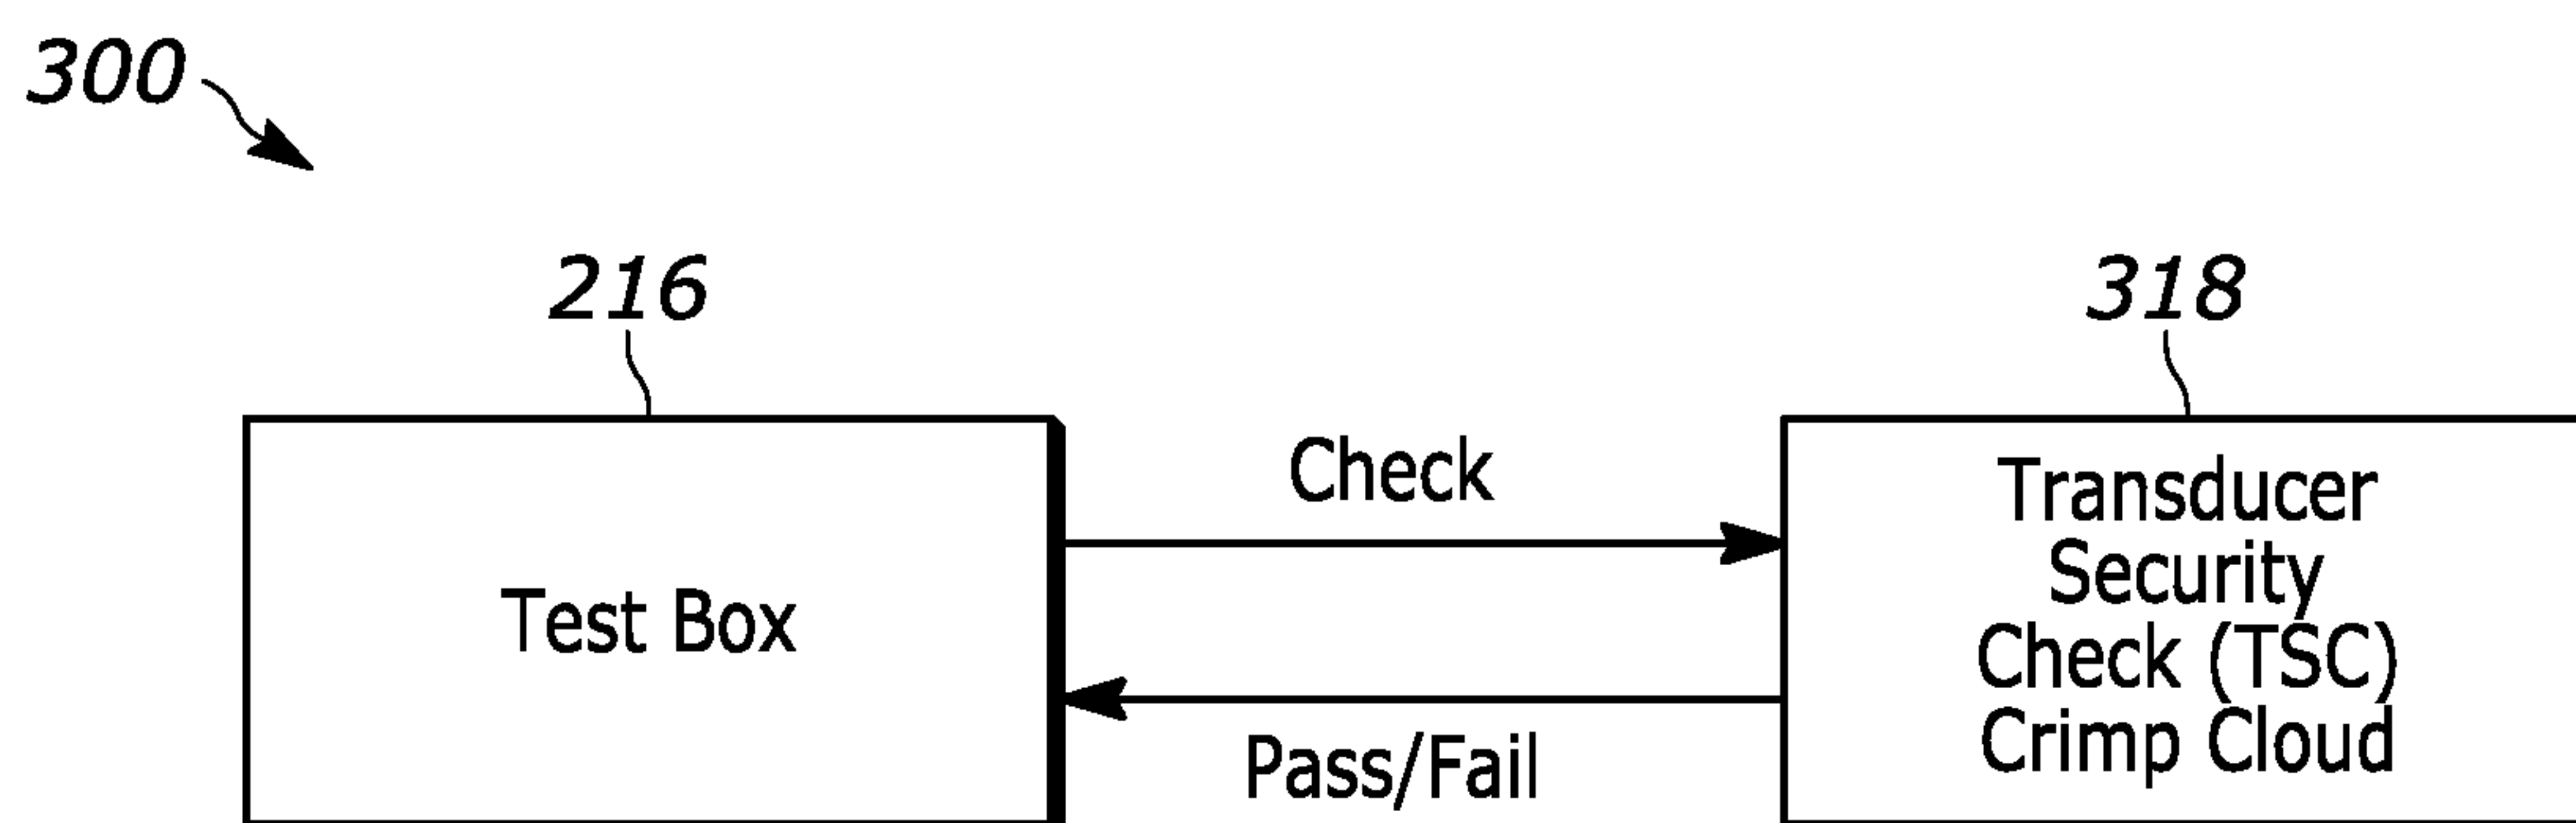 300
216
318
Check
Test Box
Pass/Fail
Transducer
Security
Check (TSC)
Crimp Cloud